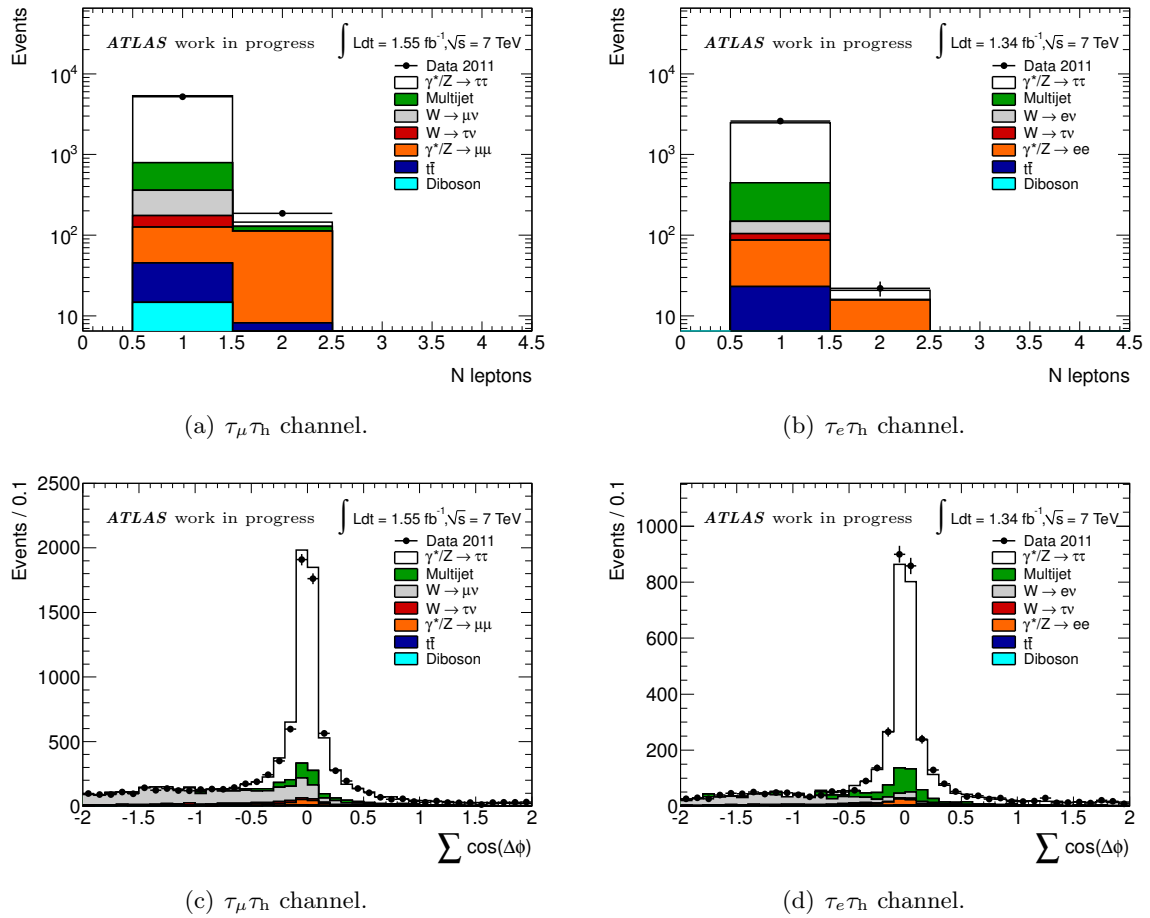 Events
ATLAS work in progress
∫ Ldt = 1.55 fb⁻¹,√s = 7 TeV
Data 2011
γ*/Z → ττ
Multijet
W → μν
W → τν
γ*/Z → μμ
tt̄
Diboson
10⁴
10³
10²
10
0 0.5 1 1.5 2 2.5 3 3.5 4 4.5
N leptons
(a) τμτh channel.
Events
ATLAS work in progress
∫ Ldt = 1.34 fb⁻¹,√s = 7 TeV
Data 2011
γ*/Z → ττ
Multijet
W → eν
W → τν
γ*/Z → ee
tt̄
Diboson
10⁴
10³
10²
10
0 0.5 1 1.5 2 2.5 3 3.5 4 4.5
N leptons
(b) τeτh channel.
Events / 0.1
ATLAS work in progress
∫ Ldt = 1.55 fb⁻¹,√s = 7 TeV
Data 2011
γ*/Z → ττ
Multijet
W → μν
W → τν
γ*/Z → μμ
tt̄
Diboson
2500
2000
1500
1000
500
0
-2 -1.5 -1 -0.5 0 0.5 1 1.5 2
∑ cos(Δϕ)
(c) τμτh channel.
Events / 0.1
ATLAS work in progress
∫ Ldt = 1.34 fb⁻¹,√s = 7 TeV
Data 2011
γ*/Z → ττ
Multijet
W → eν
W → τν
γ*/Z → ee
tt̄
Diboson
1000
800
600
400
200
0
-2 -1.5 -1 -0.5 0 0.5 1 1.5 2
∑ cos(Δϕ)
(d) τeτh channel.